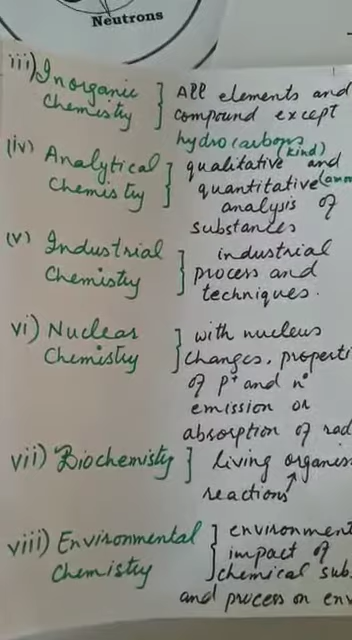 Neutrons
iii) Inorganic Chemistry } All elements and
compound except
hydrocarbons
(iv) Analytical Chemistry } qualitative (kind) and
quantitative
analysis of
substances
(v) Industrial Chemistry } industrial
process and
techniques.
vi) Nuclear Chemistry } with nucleus
changes, properti
of p+ and n°
emission or
absorption of rad
vii) Biochemistry } living organis
reactions
viii) Environmental Chemistry } environment
impact of
chemical sub
and process on env